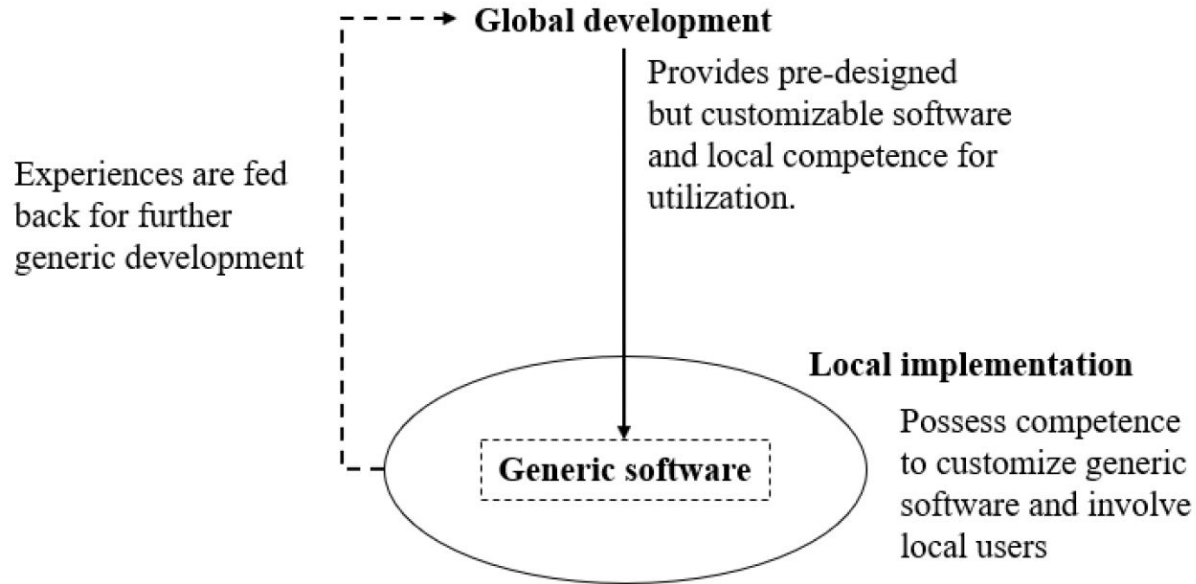 Global development
Provides pre-designed
but customizable software
and local competence for
utilization.
Experiences are fed
back for further
generic development
Local implementation
Possess competence
to customize generic
software and involve
local users
Generic software